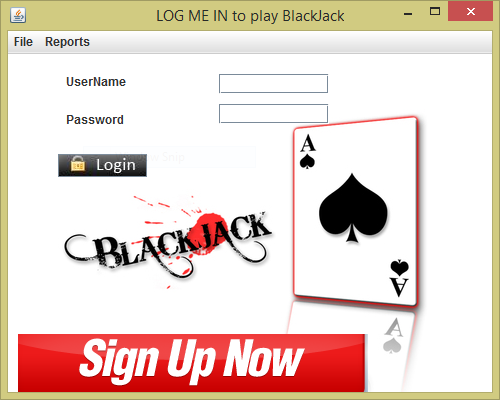 LOG ME IN to play BlackJack
File Reports
UserName
Password
Login
BLACKJACK
A
A
A
Sign Up Now